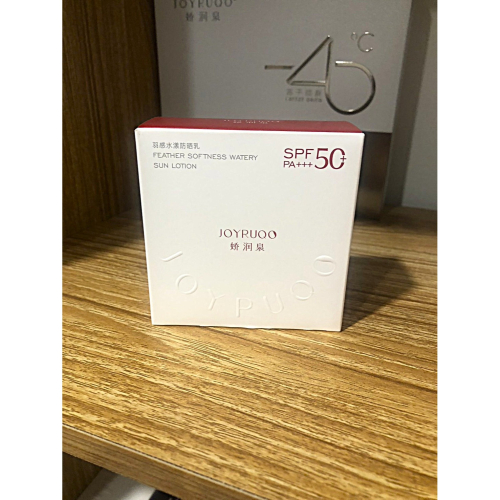 JOYRUOO
娇润泉
-45°C
羽感水漾防晒乳
FEATHER SOFTNESS WATERY
SUN LOTION
SPF50+
PA+++
JOYRUOO
娇润泉
JOYRUOO